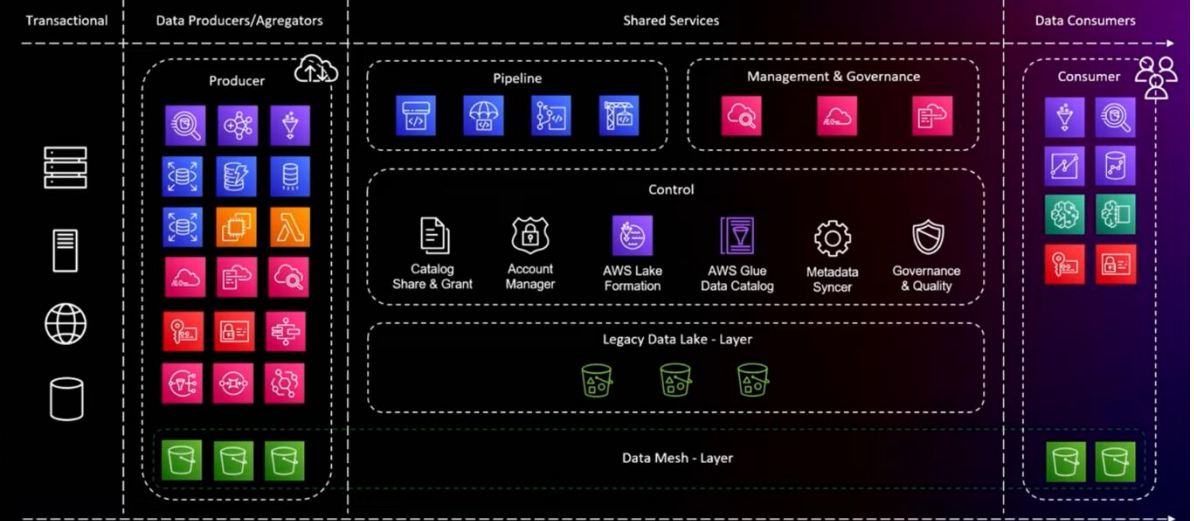 Transactional
Data Producers/Agregators
Shared Services
Data Consumers
Producer
Pipeline
Management & Governance
Consumer
Control
Catalog
Share & Grant
Account
Manager
AWS Lake
Formation
AWS Glue
Data Catalog
Metadata
Syncer
Governance
& Quality
Legacy Data Lake - Layer
Data Mesh - Layer